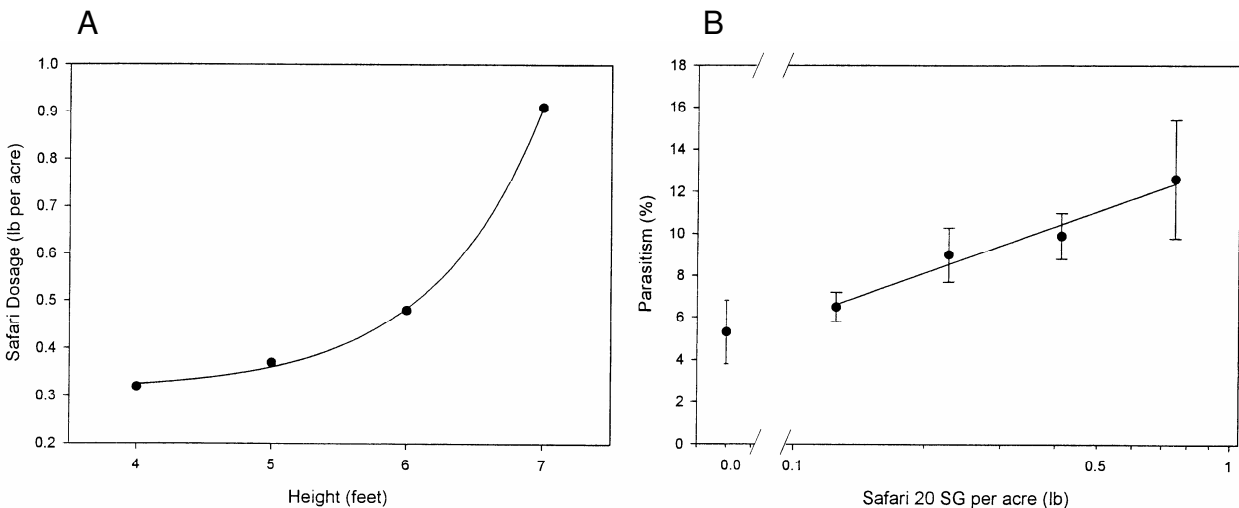 A
Safari Dosage (lb per acre)
1.0
0.9
0.8
0.7
0.6
0.5
0.4
0.3
0.2
4 5 6 7
Height (feet)
B
Parasitism (%)
18
16
14
12
10
8
6
4
2
0
0.0 0.1 0.5 1
Safari 20 SG per acre (lb)